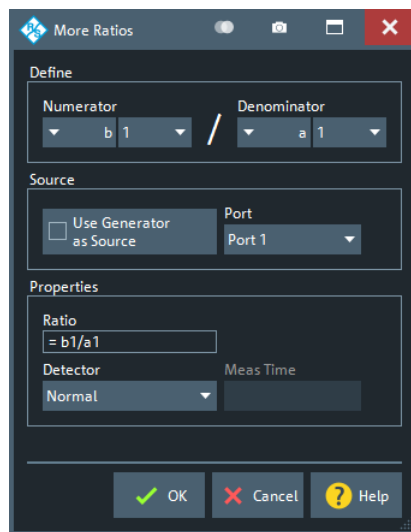 R&S More Ratios
Define
Numerator Denominator
b 1 / a 1
Source
Use Generator
as Source
Port
Port 1
Properties
Ratio
= b1/a1
Detector Meas Time
Normal
OK Cancel ? Help